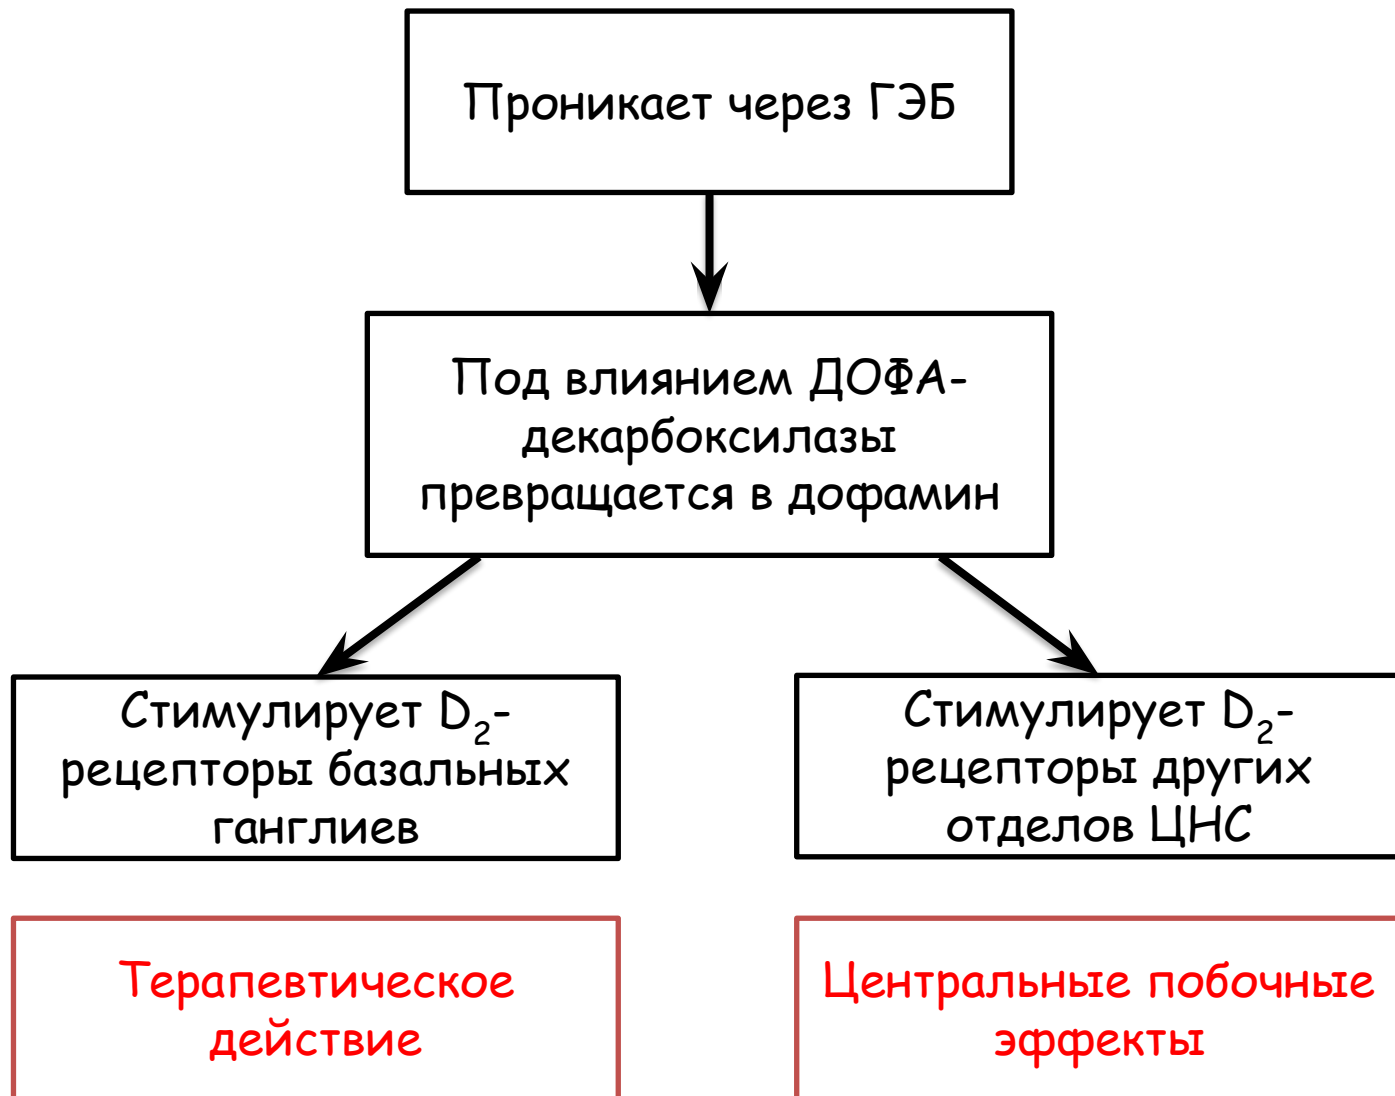 Проникает через ГЭБ
Под влиянием ДОФА-
декарбоксилазы
превращается в дофамин
Стимулирует D₂-
рецепторы базальных
ганглиев
Стимулирует D₂-
рецепторы других
отделов ЦНС
Терапевтическое
действие
Центральные побочные
эффекты